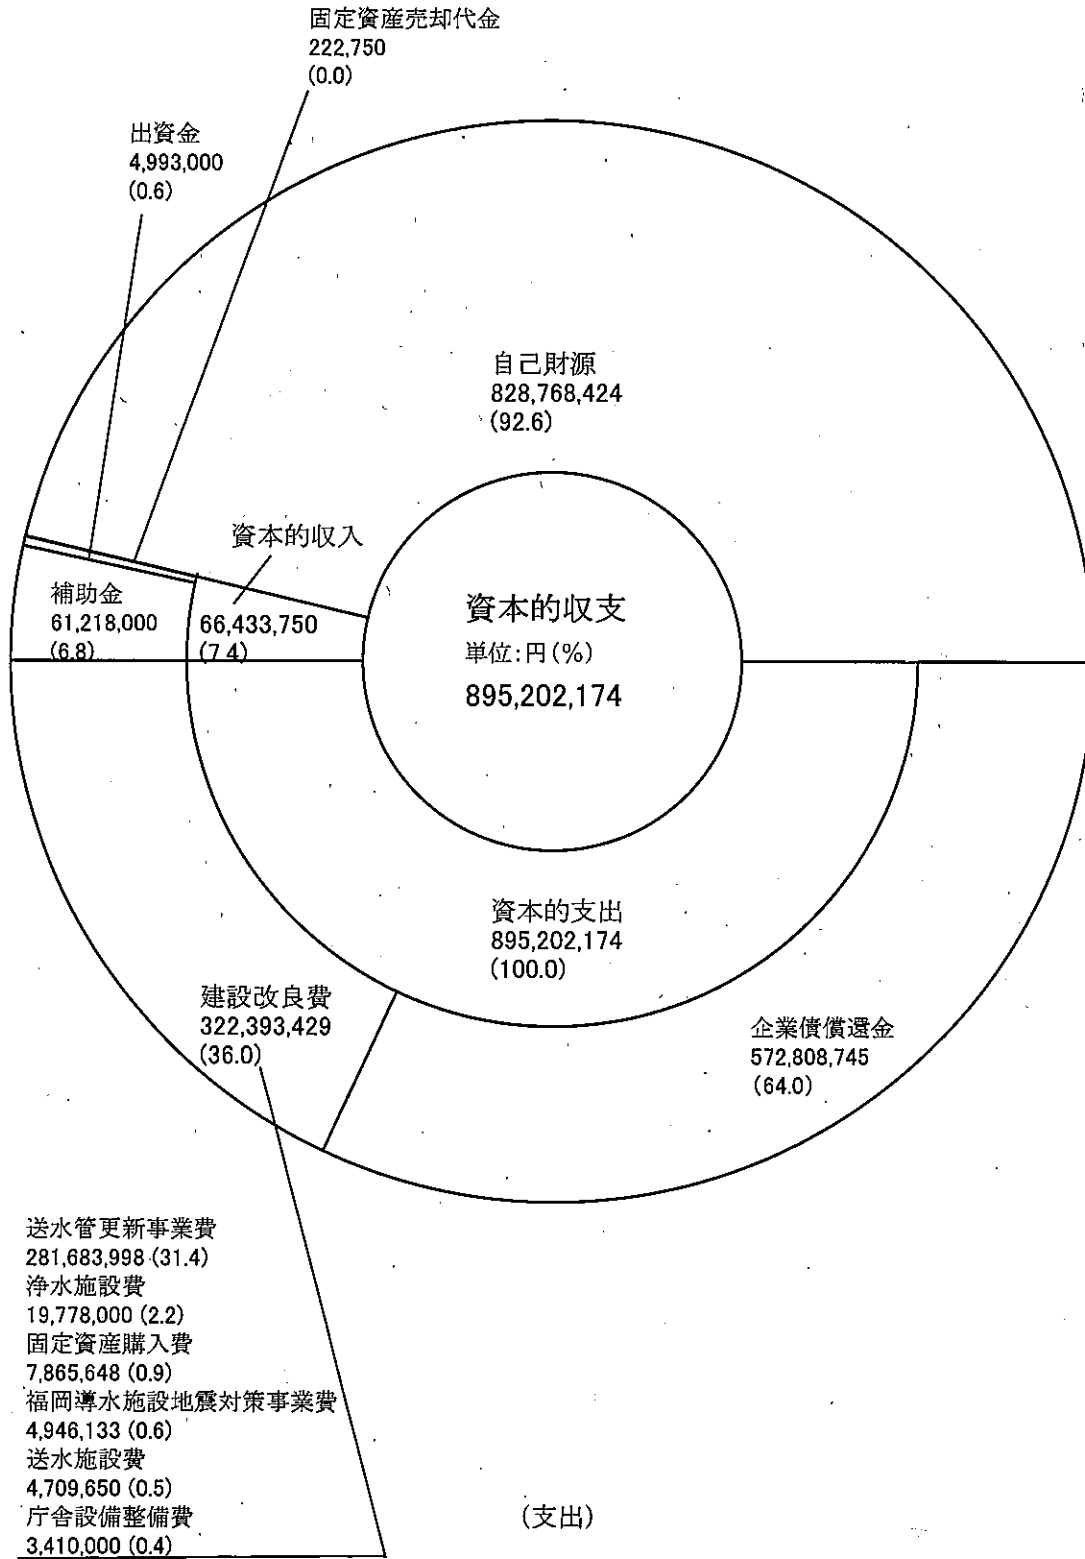 固定資産売却代金
222,750
(0.0)
出資金
4,993,000
(0.6)
自己財源
828,768,424
(92.6)
資本的収入
66,433,750
(7.4)
補助金
61,218,000
(6.8)
資本的収支
単位:円(%)
895,202,174
資本的支出
895,202,174
(100.0)
建設改良費
322,393,429
(36.0)
企業債償還金
572,808,745
(64.0)
送水管更新事業費
281,683,998 (31.4)
浄水施設費
19,778,000 (2.2)
固定資産購入費
7,865,648 (0.9)
福岡導水施設地震対策事業費
4,946,133 (0.6)
送水施設費
4,709,650 (0.5)
庁舎設備整備費
3,410,000 (0.4)
(支出)